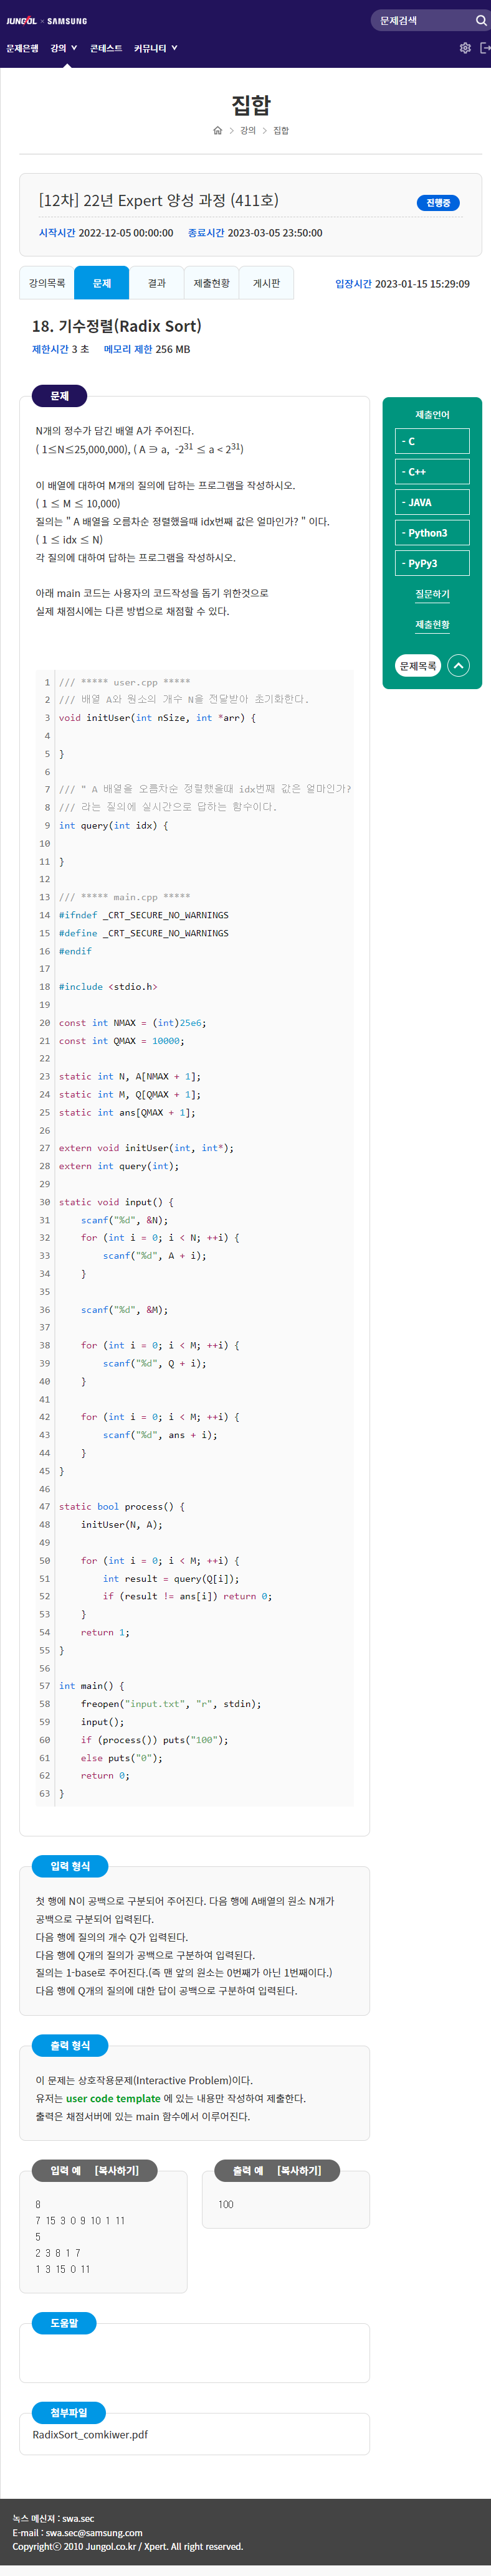 JUNGOL × SAMSUNG
문제검색
문제은행 강의 콘테스트 커뮤니티
집합
강의 > 집합
[12차] 22년 Expert 양성 과정 (411호)
진행중
시작시간 2022-12-05 00:00:00 종료시간 2023-03-05 23:50:00
강의목록 문제 결과 제출현황 게시판
입장시간 2023-01-15 15:29:09
18. 기수정렬(Radix Sort)
제한시간 3 초 메모리 제한 256 MB
문제
N개의 정수가 담긴 배열 A가 주어진다.
( 1≤N≤25,000,000), ( A ∋ a, -2^31 ≤ a < 2^31)
이 배열에 대하여 M개의 질의에 답하는 프로그램을 작성하시오.
( 1 ≤ M ≤ 10,000)
질의는 " A 배열을 오름차순 정렬했을때 idx번째 값은 얼마인가? " 이다.
( 1 ≤ idx ≤ N)
각 질의에 대하여 답하는 프로그램을 작성하시오.
아래 main 코드는 사용자의 코드작성을 돕기 위한것으로
실제 채점시에는 다른 방법으로 채점할 수 있다.
1 /// ***** user.cpp *****
2 /// 배열 A와 원소의 개수 N을 전달받아 초기화한다.
3 void initUser(int nSize, int *arr) {
4
5 }
6
7 /// " A 배열을 오름차순 정렬했을때 idx번째 값은 얼마인가?
8 /// 라는 질의에 실시간으로 답하는 함수이다.
9 int query(int idx) {
10
11 }
12
13 /// ***** main.cpp *****
14 #ifndef _CRT_SECURE_NO_WARNINGS
15 #define _CRT_SECURE_NO_WARNINGS
16 #endif
17
18 #include <stdio.h>
19
20 const int NMAX = (int)25e6;
21 const int QMAX = 10000;
22
23 static int N, A[NMAX + 1];
24 static int M, Q[QMAX + 1];
25 static int ans[QMAX + 1];
26
27 extern void initUser(int, int*);
28 extern int query(int);
29
30 static void input() {
31 scanf("%d", &N);
32 for (int i = 0; i < N; ++i) {
33 scanf("%d", A + i);
34 }
35
36 scanf("%d", &M);
37
38 for (int i = 0; i < M; ++i) {
39 scanf("%d", Q + i);
40 }
41
42 for (int i = 0; i < M; ++i) {
43 scanf("%d", ans + i);
44 }
45 }
46
47 static bool process() {
48 initUser(N, A);
49
50 for (int i = 0; i < M; ++i) {
51 int result = query(Q[i]);
52 if (result != ans[i]) return 0;
53 }
54 return 1;
55 }
56
57 int main() {
58 freopen("input.txt", "r", stdin);
59 input();
60 if (process()) puts("100");
61 else puts("0");
62 return 0;
63 }
제출언어
- C
- C++
- JAVA
- Python3
- PyPy3
질문하기
제출현황
문제목록
입력 형식
첫 행에 N이 공백으로 구분되어 주어진다. 다음 행에 A배열의 원소 N개가
공백으로 구분되어 입력된다.
다음 행에 질의의 개수 Q가 입력된다.
다음 행에 Q개의 질의가 공백으로 구분하여 입력된다.
질의는 1-base로 주어진다.(즉 맨 앞의 원소는 0번째가 아닌 1번째이다.)
다음 행에 Q개의 질의에 대한 답이 공백으로 구분하여 입력된다.
출력 형식
이 문제는 상호작용문제(Interactive Problem)이다.
유저는 user code template 에 있는 내용만 작성하여 제출한다.
출력은 채점서버에 있는 main 함수에서 이루어진다.
입력 예 [복사하기]
8
7 15 3 0 9 10 1 11
5
2 3 8 1 7
1 3 15 0 11
출력 예 [복사하기]
100
도움말
첨부파일
RadixSort_comkiwer.pdf
녹스 메신져 : swa.sec
E-mail : swa.sec@samsung.com
Copyrightⓒ 2010 Jungol.co.kr / Xpert. All right reserved.